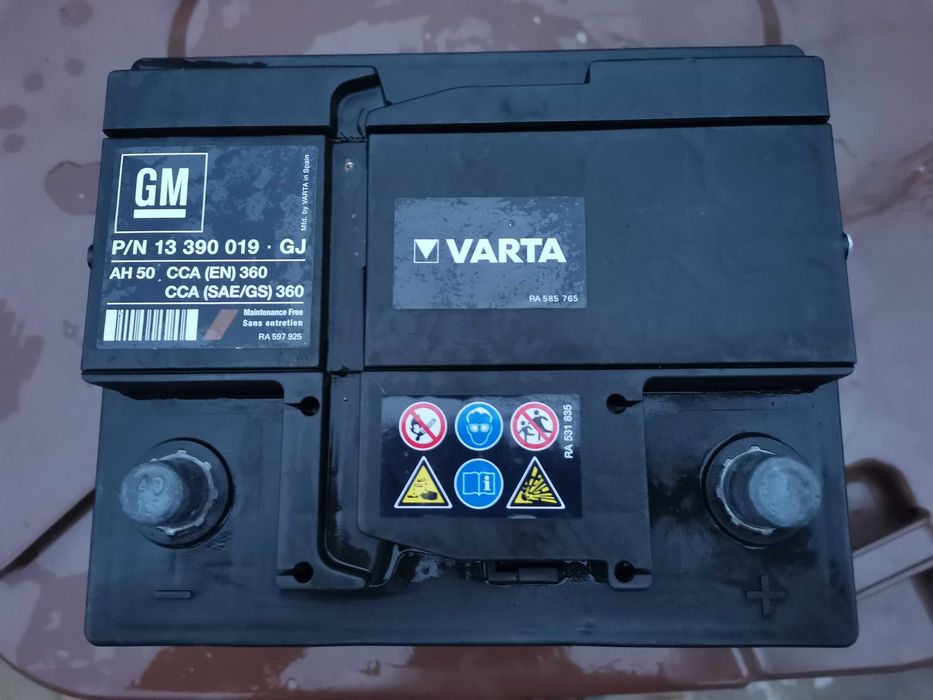 GM
Mfd. by VARTA in Spain
P/N 13 390 019 · GJ
AH 50 CCA (EN) 360
CCA (SAE/GS) 360
Maintenance Free
Sans entretien
RA 597 925
VARTA
RA 585 765
RA 531 635
− +